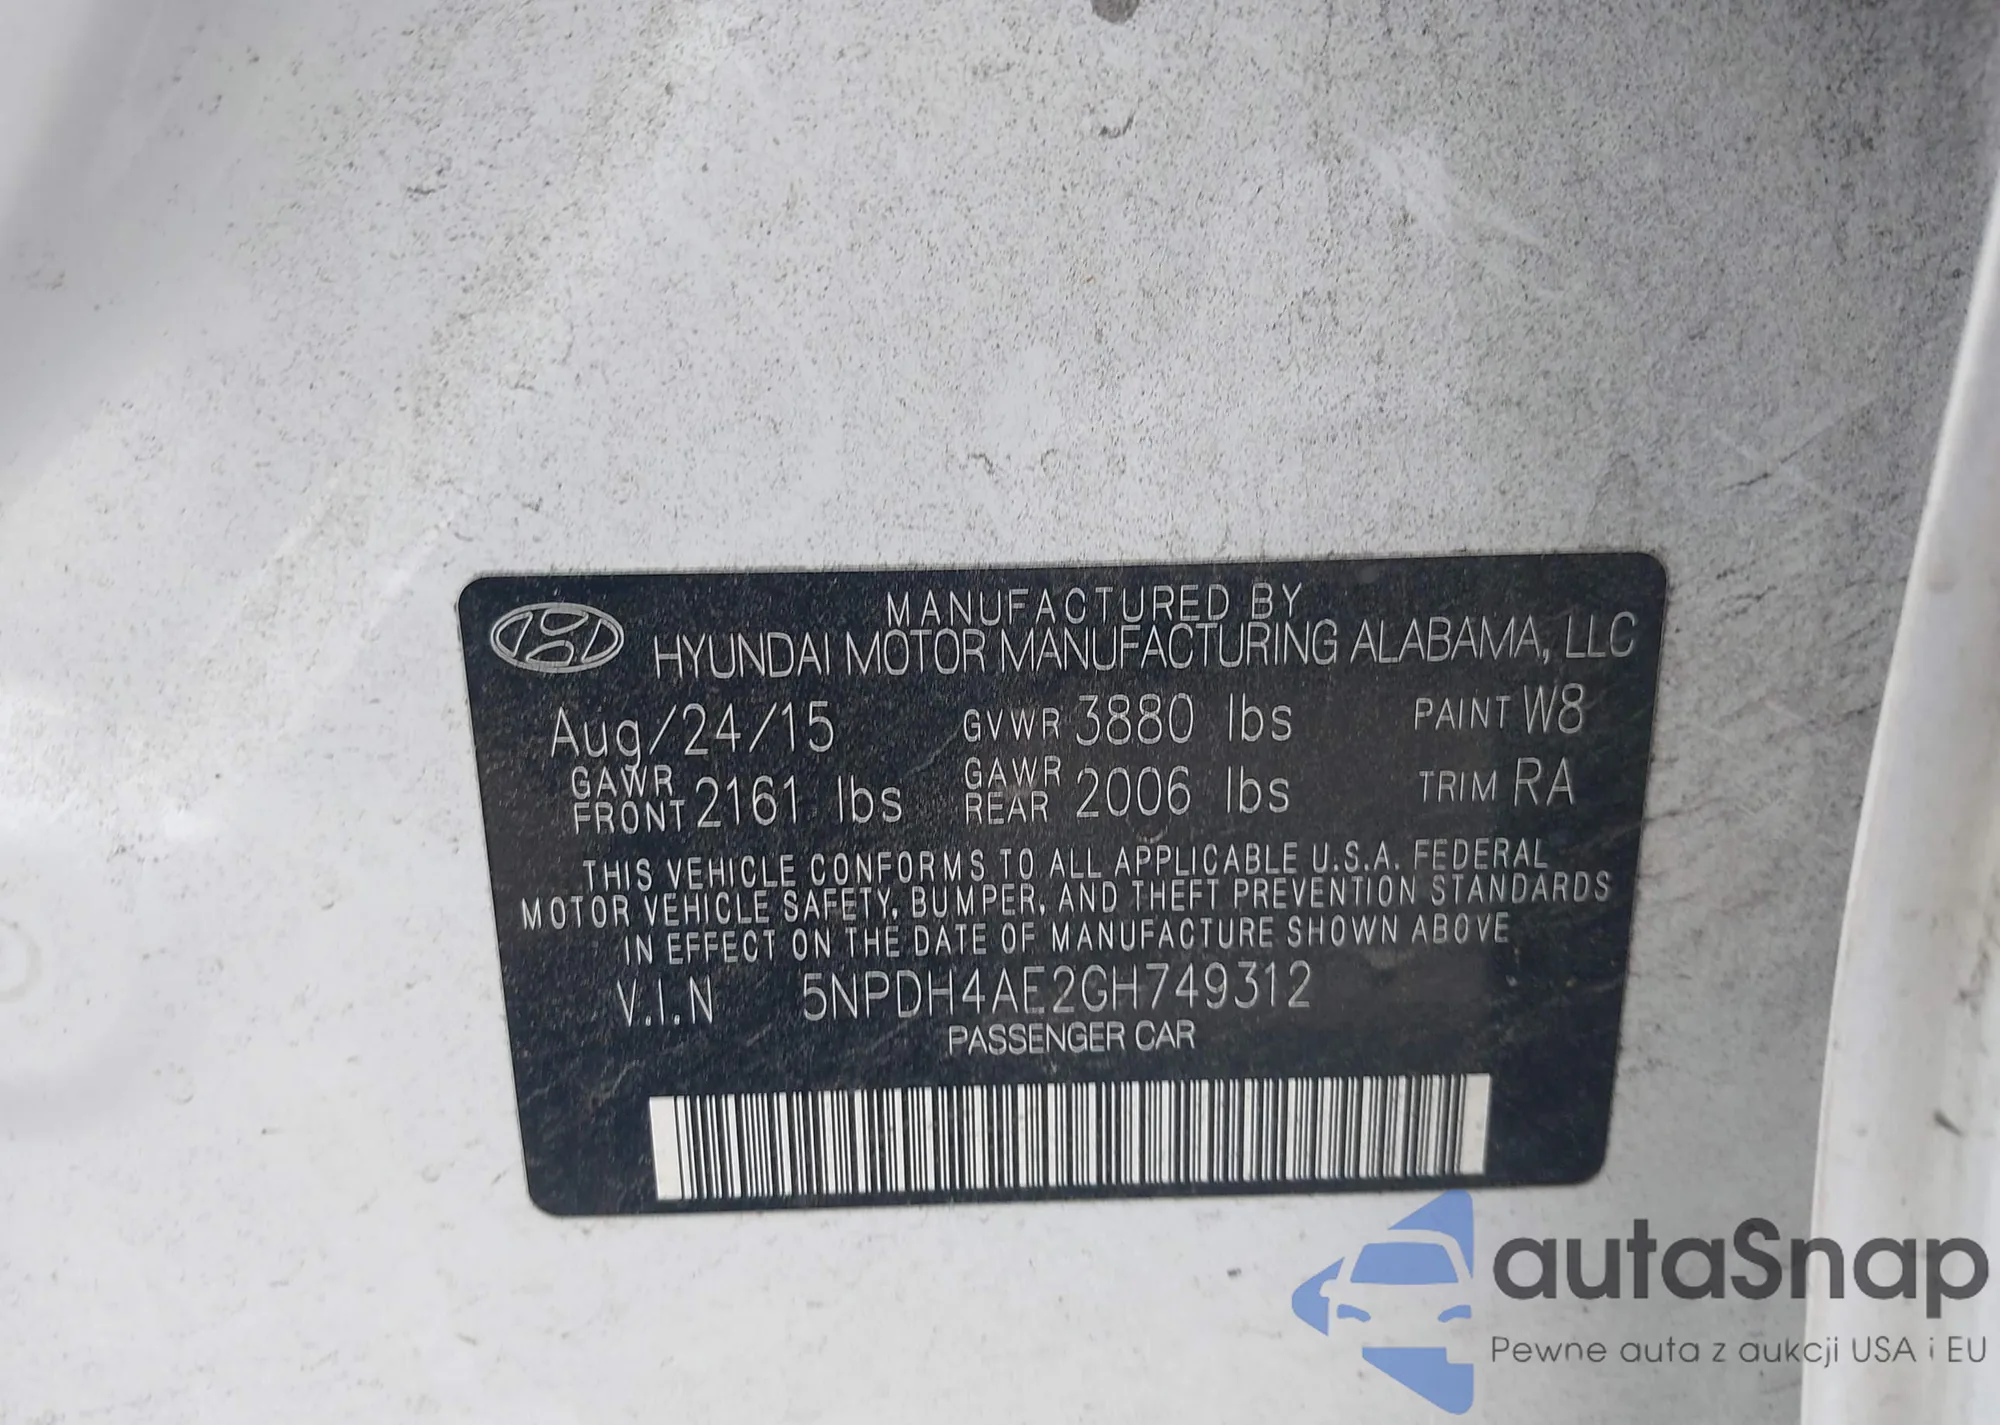 MANUFACTURED BY
HYUNDAI MOTOR MANUFACTURING ALABAMA, LLC
Aug/24/15 GVWR 3880 lbs PAINT W8
GAWR FRONT 2161 lbs GAWR REAR 2006 lbs TRIM RA
THIS VEHICLE CONFORMS TO ALL APPLICABLE U.S.A. FEDERAL
MOTOR VEHICLE SAFETY, BUMPER, AND THEFT PREVENTION STANDARDS
IN EFFECT ON THE DATE OF MANUFACTURE SHOWN ABOVE
V.I.N 5NPDH4AE2GH749312
PASSENGER CAR
autaSnap
Pewne auta z aukcji USA i EU